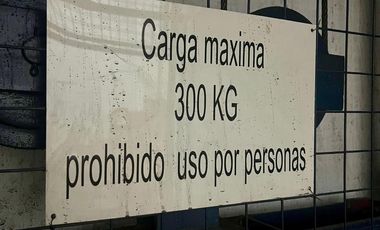 Carga maxima
300 KG
prohibido uso por personas